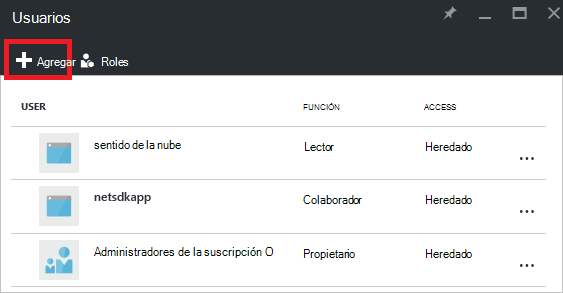 Usuarios
Agregar Roles
USER FUNCIÓN ACCESS
sentido de la nube Lector Heredado ...
netsdkapp Colaborador Heredado ...
Administradores de la suscripción O Propietario Heredado ...